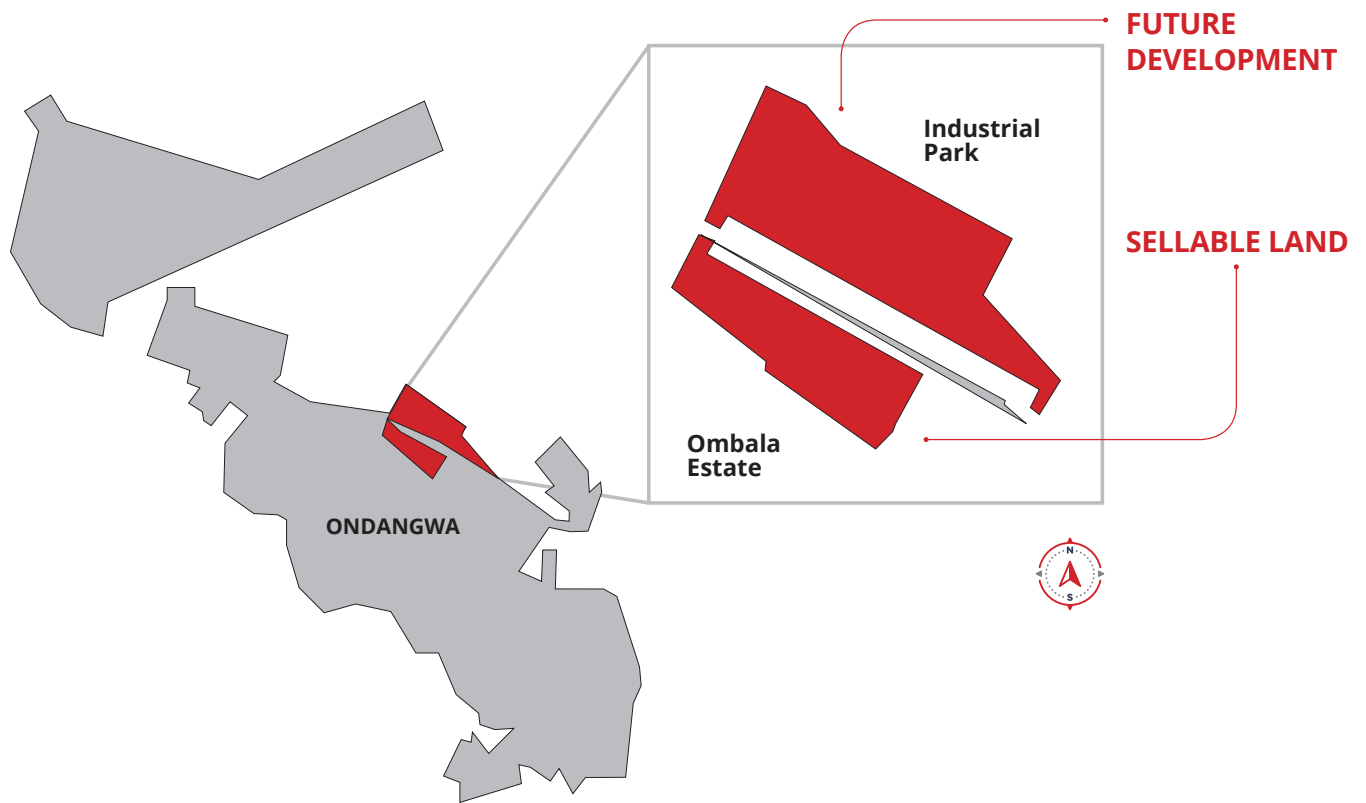 FUTURE
DEVELOPMENT
Industrial
Park
SELLABLE LAND
Ombala
Estate
ONDANGWA
N
S